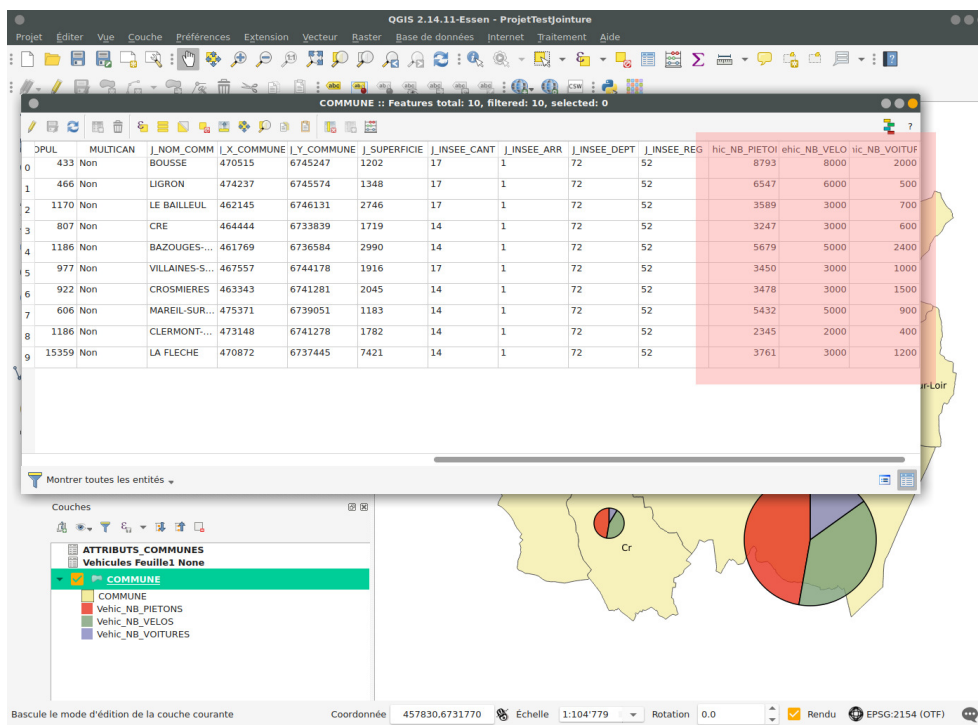 QGIS 2.14.11-Essen - ProjetTestJointure
Projet Éditer Vue Couche Préférences Extension Vecteur Raster Base de données Internet Traitement Aide
COMMUNE :: Features total: 10, filtered: 10, selected: 0
OPUL MULTICAN J_NOM_COMM J_X_COMMUNE J_Y_COMMUNE J_SUPERFICIE J_INSEE_CANT J_INSEE_ARR J_INSEE_DEPT J_INSEE_REG hic_NB_PIETOI ehic_NB_VELO hic_NB_VOITUF
0 433 Non BOUSSE 470515 6745247 1202 17 1 72 52 8793 8000 2000
1 466 Non LIGRON 474237 6745574 1348 17 1 72 52 6547 6000 500
2 1170 Non LE BAILLEUL 462145 6746131 2746 17 1 72 52 3589 3000 700
3 807 Non CRE 464444 6733839 1719 14 1 72 52 3247 3000 600
4 1186 Non BAZOUGES-... 461769 6736584 2990 14 1 72 52 5679 5000 2400
5 977 Non VILLAINES-S... 467557 6744178 1916 17 1 72 52 3450 3000 1000
6 922 Non CROSMIERES 463343 6741281 2045 14 1 72 52 3478 3000 1500
7 606 Non MAREIL-SUR... 475371 6739051 1183 14 1 72 52 5432 5000 900
8 1186 Non CLERMONT-... 473148 6741278 1782 14 1 72 52 2345 2000 400
9 15359 Non LA FLECHE 470872 6737445 7421 14 1 72 52 3761 3000 1200
ur-Loir
Montrer toutes les entités
Couches
ATTRIBUTS_COMMUNES
Vehicules Feuille1 None
COMMUNE
COMMUNE
Vehic_NB_PIETONS
Vehic_NB_VELOS
Vehic_NB_VOITURES
Cr
Bascule le mode d'édition de la couche courante Coordonnée 457830,6731770 Échelle 1:104'779 Rotation 0.0 Rendu EPSG:2154 (OTF)